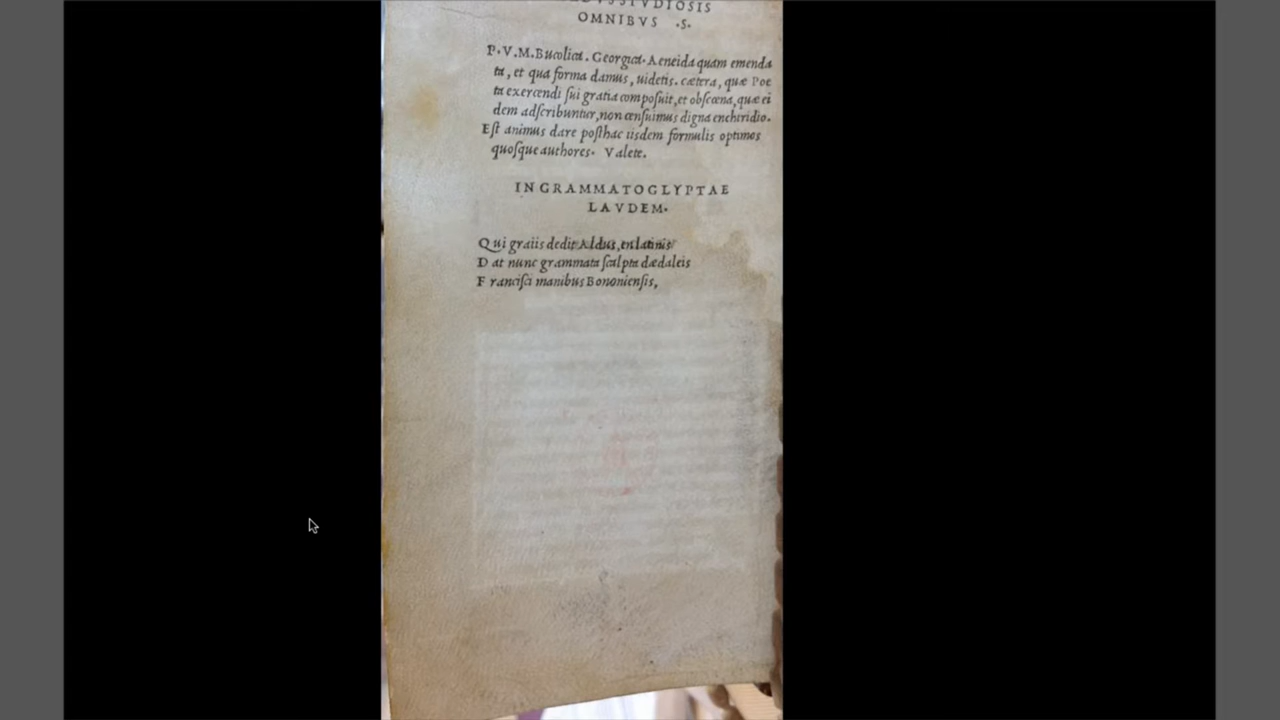 ALDVS STVDIOSIS
OMNIBVS .S.
P.V.M.Bucolica. Georgica. Aeneida quam emenda
ta, et qua forma damus, uidetis. cætera, quæ Poe
ta exercendi sui gratia composuit, et obscœna, quæ ei
dem adscribuntur, non censuimus digna enchiridio.
Est animus dare posthac iisdem formulis optimos
quosque authores. Valete.
IN GRAMMATOGLYPTAE
LAVDEM.
Qui graiis dedit Aldus, en latinis
Dat nunc grammata scalpta dædaleis
Francisci manibus Bononiensis,